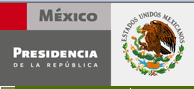 México
PRESIDENCIA
DE LA REPÚBLICA
ESTADOS UNIDOS MEXICANOS